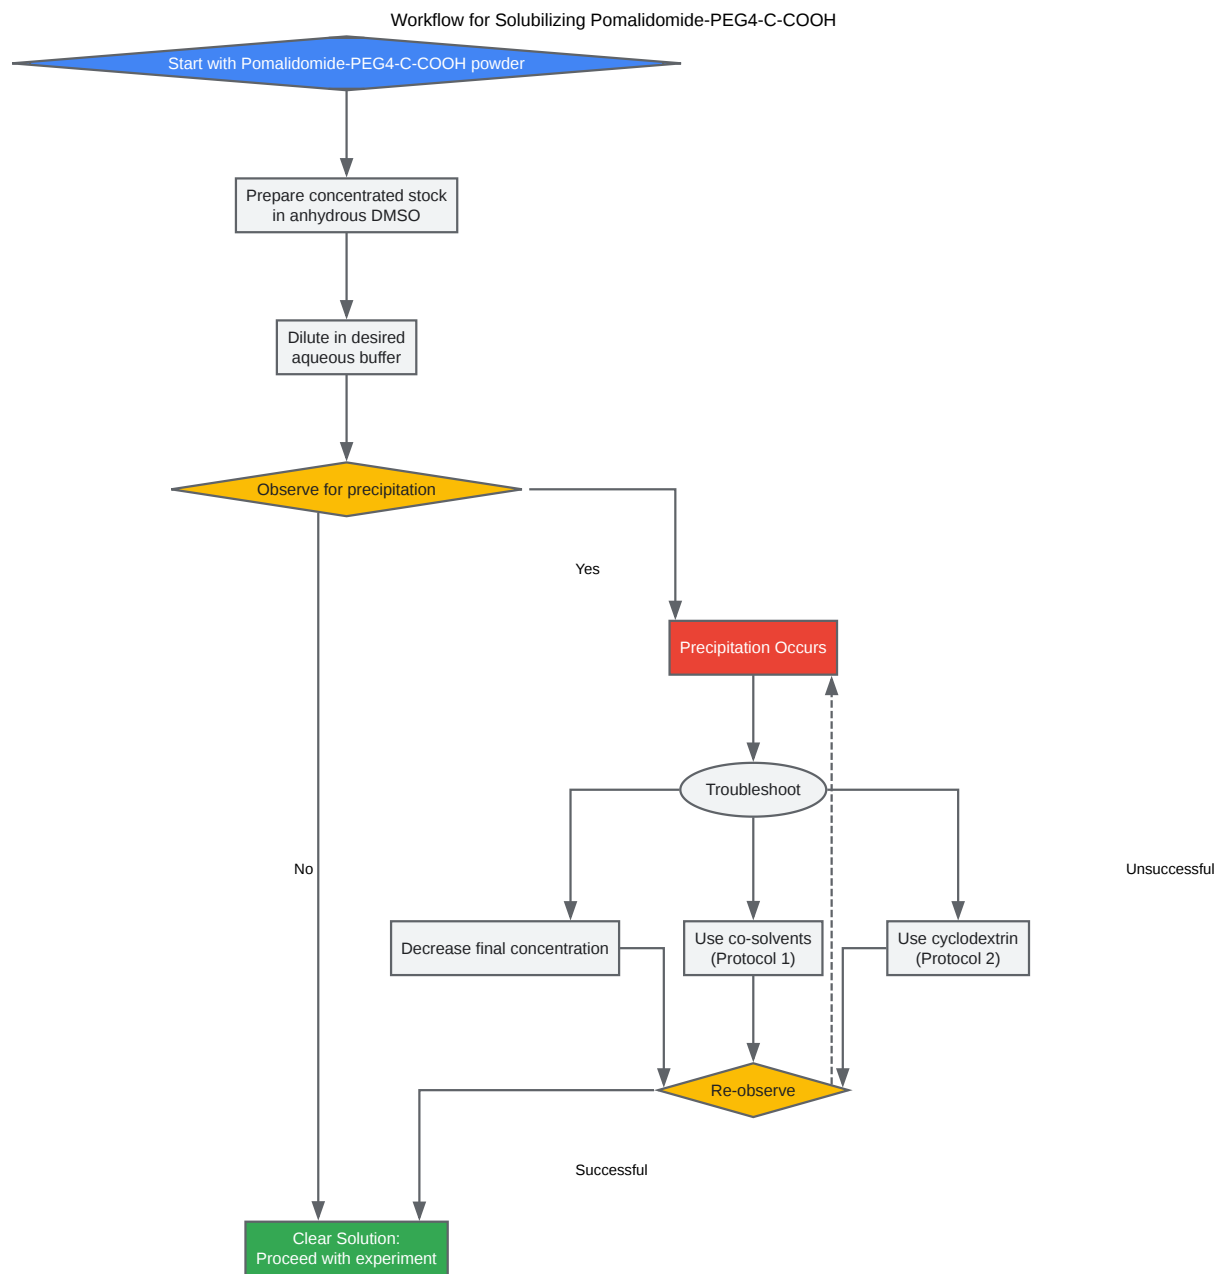 Workflow for Solubilizing Pomalidomide-PEG4-C-COOH
Start with Pomalidomide-PEG4-C-COOH powder
Prepare concentrated stock
in anhydrous DMSO
Dilute in desired
aqueous buffer
Observe for precipitation
Yes
Precipitation Occurs
Troubleshoot
No
Unsuccessful
Decrease final concentration
Use co-solvents
(Protocol 1)
Use cyclodextrin
(Protocol 2)
Re-observe
Successful
Clear Solution:
Proceed with experiment